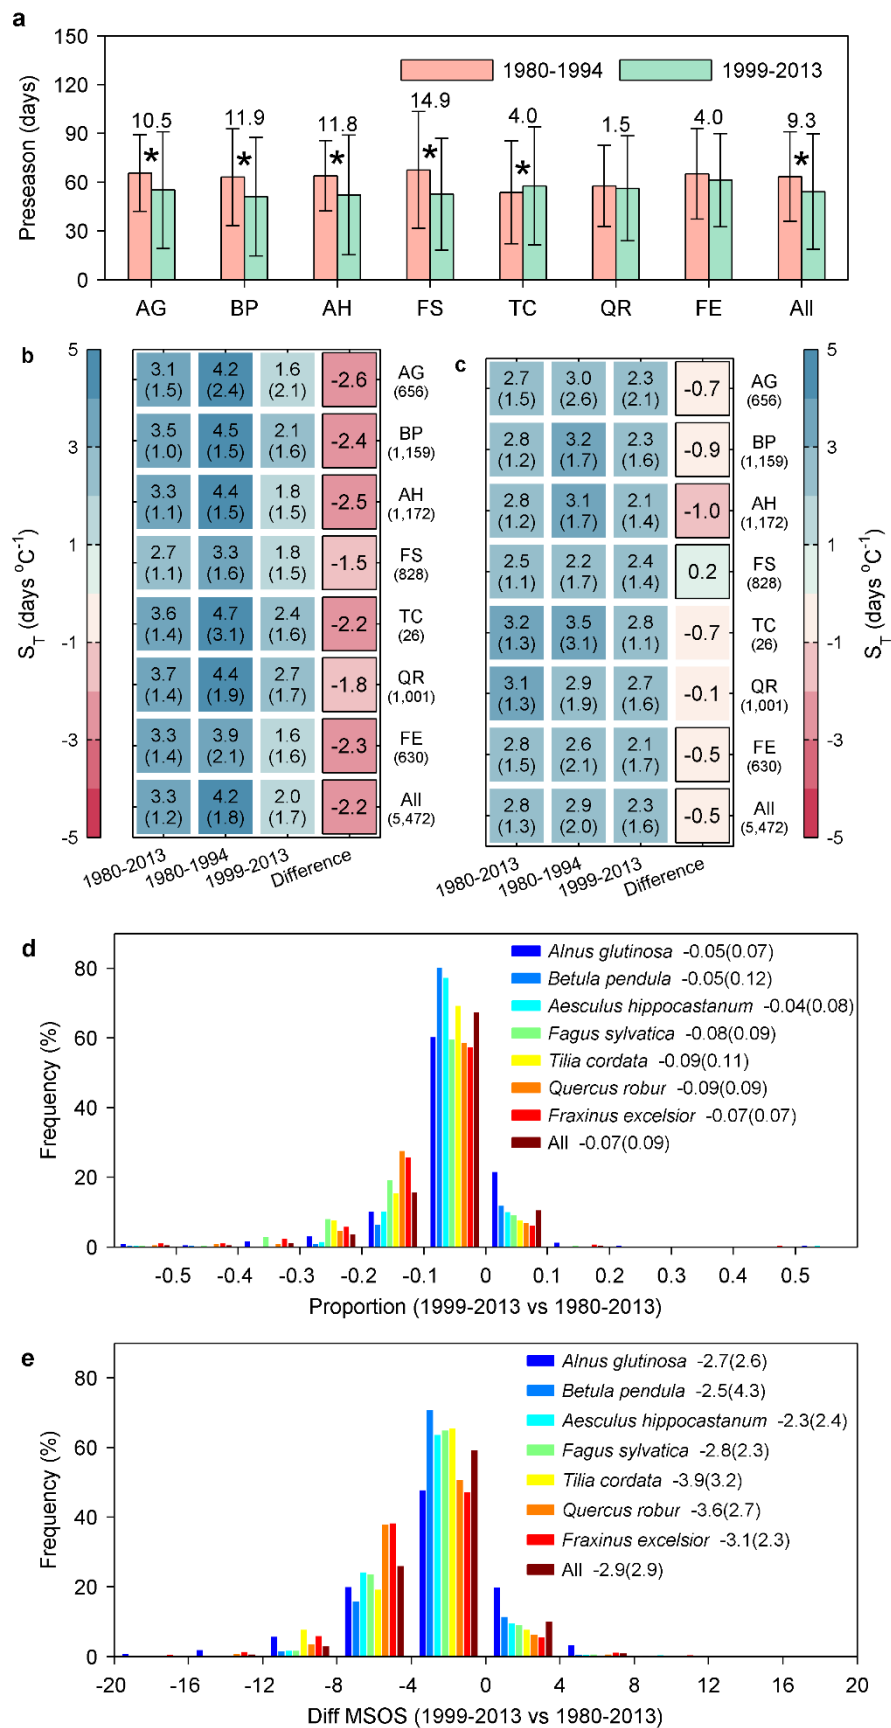 a
150
120
90
60
30
0
Preseason (days)
1980-1994
1999-2013
10.5
11.9
11.8
14.9
4.0
1.5
4.0
9.3
*
*
*
*
*
*
AG BP AH FS TC QR FE All
b
5
3
1
-1
-3
-5
S_T (days °C⁻¹)
3.1 4.2 1.6 -2.6 AG
(1.5) (2.4) (2.1) (656)
3.5 4.5 2.1 -2.4 BP
(1.0) (1.5) (1.6) (1,159)
3.3 4.4 1.8 -2.5 AH
(1.1) (1.5) (1.5) (1,172)
2.7 3.3 1.8 -1.5 FS
(1.1) (1.6) (1.5) (828)
3.6 4.7 2.4 -2.2 TC
(1.4) (3.1) (1.6) (26)
3.7 4.4 2.7 -1.8 QR
(1.4) (1.9) (1.7) (1,001)
3.3 3.9 1.6 -2.3 FE
(1.4) (2.1) (1.6) (630)
3.3 4.2 2.0 -2.2 All
(1.2) (1.8) (1.7) (5,472)
1980-2013 1980-1994 1999-2013 Difference
c
2.7 3.0 2.3 -0.7 AG
(1.5) (2.6) (2.1) (656)
2.8 3.2 2.3 -0.9 BP
(1.2) (1.7) (1.6) (1,159)
2.8 3.1 2.1 -1.0 AH
(1.2) (1.7) (1.4) (1,172)
2.5 2.2 2.4 0.2 FS
(1.1) (1.7) (1.4) (828)
3.2 3.5 2.8 -0.7 TC
(1.3) (3.1) (1.1) (26)
3.1 2.9 2.7 -0.1 QR
(1.3) (1.9) (1.6) (1,001)
2.8 2.6 2.1 -0.5 FE
(1.5) (2.1) (1.7) (630)
2.8 2.9 2.3 -0.5 All
(1.3) (2.0) (1.6) (5,472)
1980-2013 1980-1994 1999-2013 Difference
5
3
1
-1
-3
-5
S_T (days °C⁻¹)
d
80
60
40
20
0
Frequency (%)
Alnus glutinosa -0.05(0.07)
Betula pendula -0.05(0.12)
Aesculus hippocastanum -0.04(0.08)
Fagus sylvatica -0.08(0.09)
Tilia cordata -0.09(0.11)
Quercus robur -0.09(0.09)
Fraxinus excelsior -0.07(0.07)
All -0.07(0.09)
-0.5 -0.4 -0.3 -0.2 -0.1 0 0.1 0.2 0.3 0.4 0.5
Proportion (1999-2013 vs 1980-2013)
e
80
60
40
20
0
Frequency (%)
Alnus glutinosa -2.7(2.6)
Betula pendula -2.5(4.3)
Aesculus hippocastanum -2.3(2.4)
Fagus sylvatica -2.8(2.3)
Tilia cordata -3.9(3.2)
Quercus robur -3.6(2.7)
Fraxinus excelsior -3.1(2.3)
All -2.9(2.9)
-20 -16 -12 -8 -4 0 4 8 12 16 20
Diff MSOS (1999-2013 vs 1980-2013)